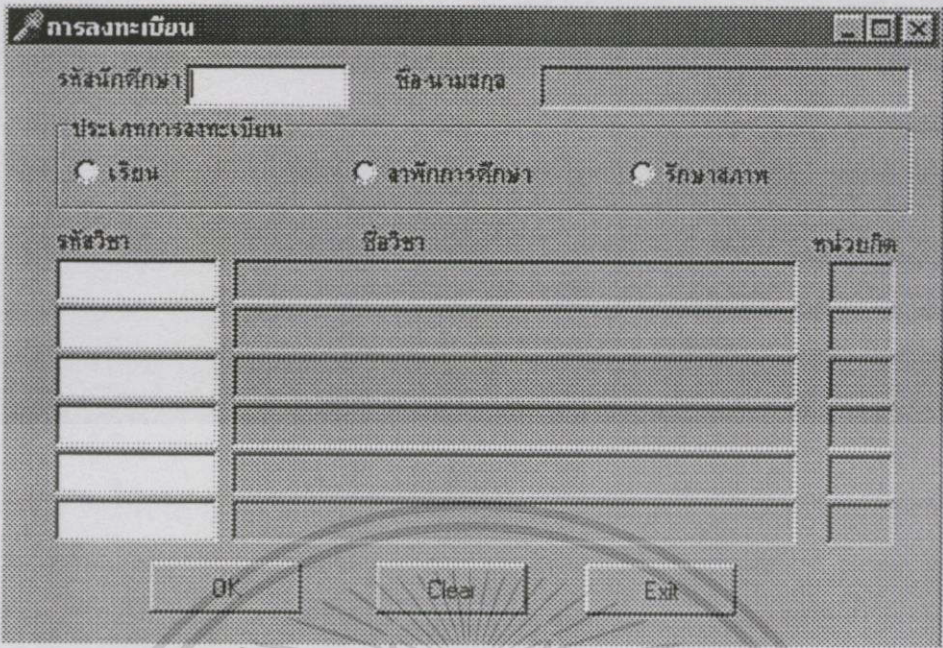 การลงทะเบียน
รหัสนักศึกษา ชื่อ-นามสกุล
ประเภทการลงทะเบียน
เรียน ลาพักการศึกษา รักษาสภาพ
รหัสวิชา ชื่อวิชา หน่วยกิต
OK Clear Exit